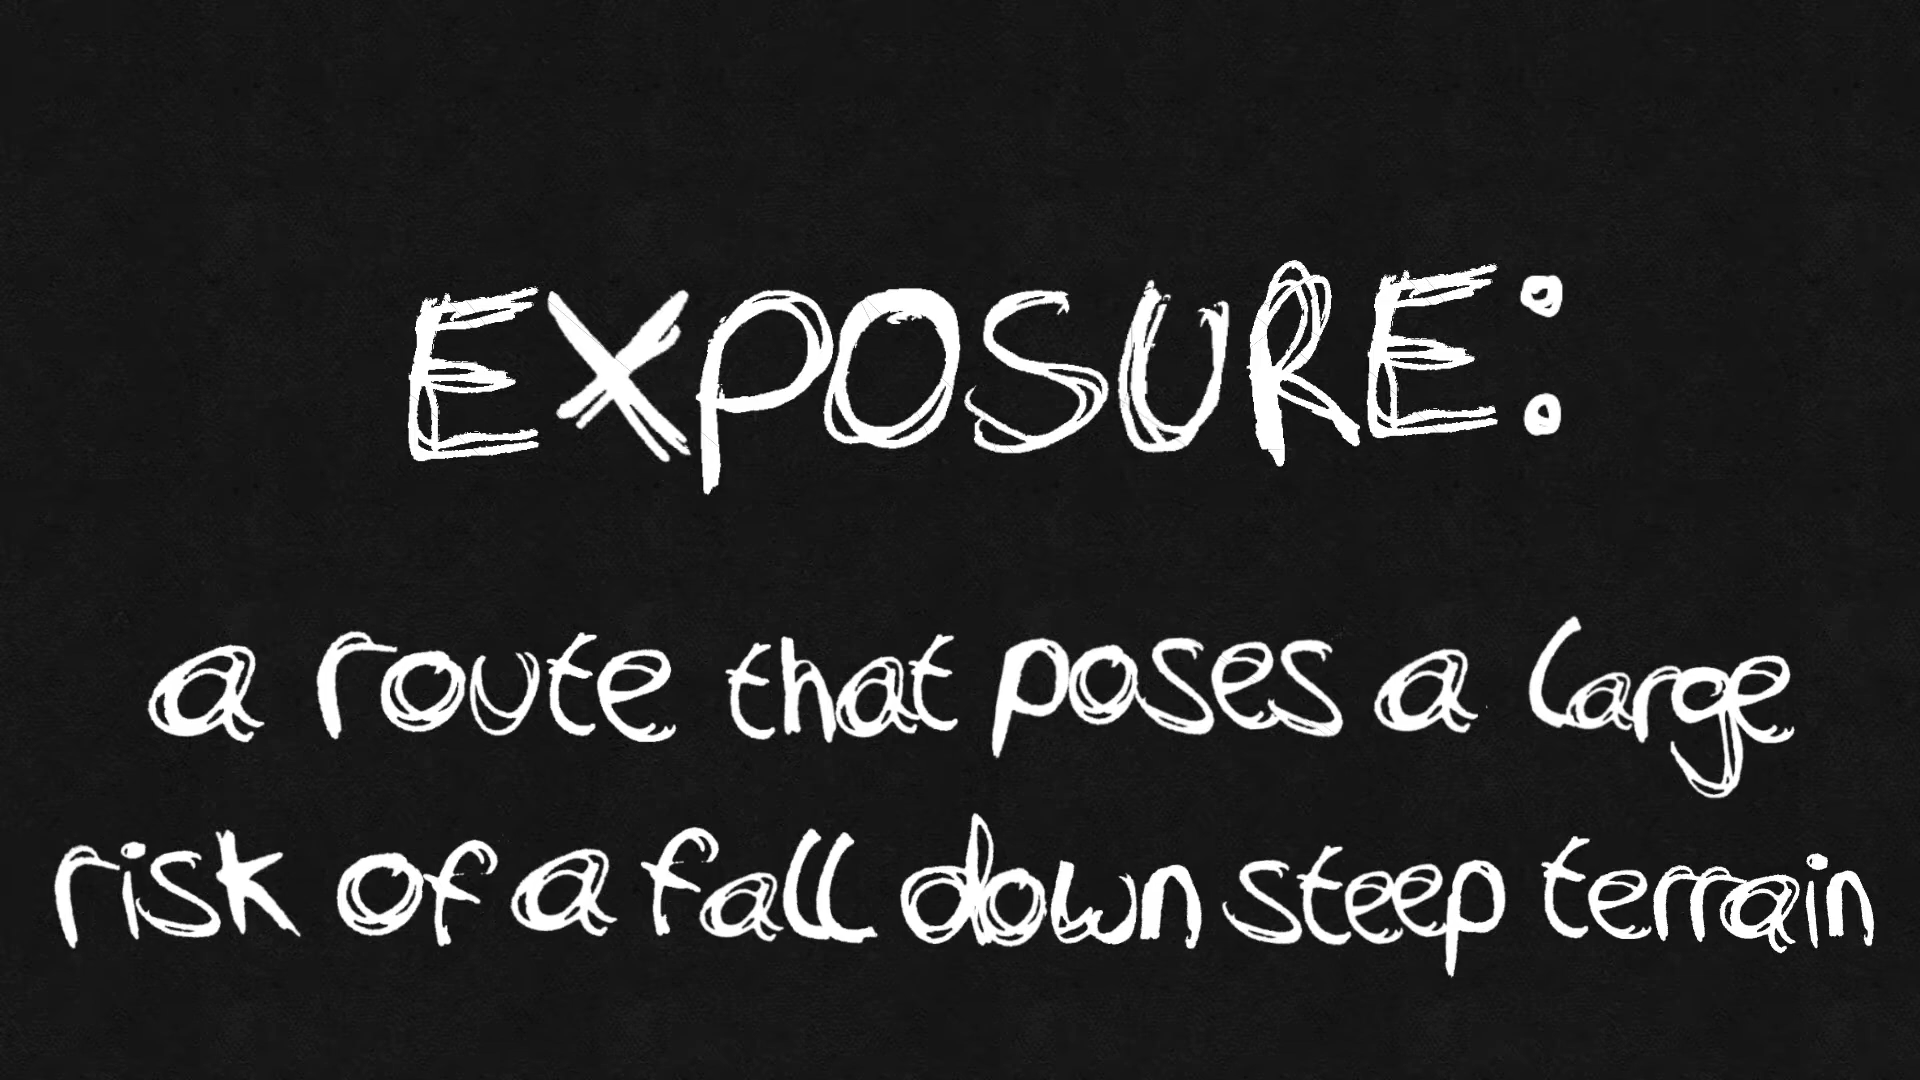 EXPOSURE:
a route that poses a large
risk of a fall down steep terrain